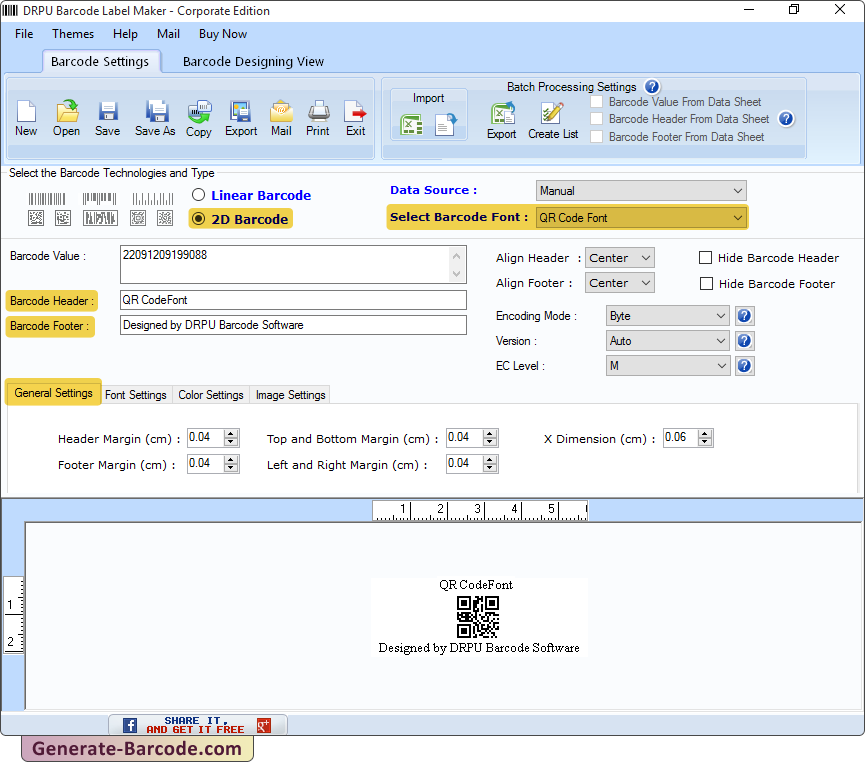 DRPU Barcode Label Maker - Corporate Edition
File Themes Help Mail Buy Now
Barcode Settings Barcode Designing View
New Open Save Save As Copy Export Mail Print Exit
Import
Batch Processing Settings ?
Export Create List
Barcode Value From Data Sheet
Barcode Header From Data Sheet ?
Barcode Footer From Data Sheet
Select the Barcode Technologies and Type
Linear Barcode
2D Barcode
Data Source : Manual
Select Barcode Font : QR Code Font
Barcode Value : 22091209199088
Barcode Header : QR CodeFont
Barcode Footer : Designed by DRPU Barcode Software
Align Header : Center Hide Barcode Header
Align Footer : Center Hide Barcode Footer
Encoding Mode : Byte ?
Version : Auto ?
EC Level : M ?
General Settings Font Settings Color Settings Image Settings
Header Margin (cm) : 0.04 Top and Bottom Margin (cm) : 0.04 X Dimension (cm) : 0.06
Footer Margin (cm) : 0.04 Left and Right Margin (cm) : 0.04
1 2 3 4 5
1
2
QR CodeFont
Designed by DRPU Barcode Software
f SHARE IT, g+
AND GET IT FREE
Generate-Barcode.com